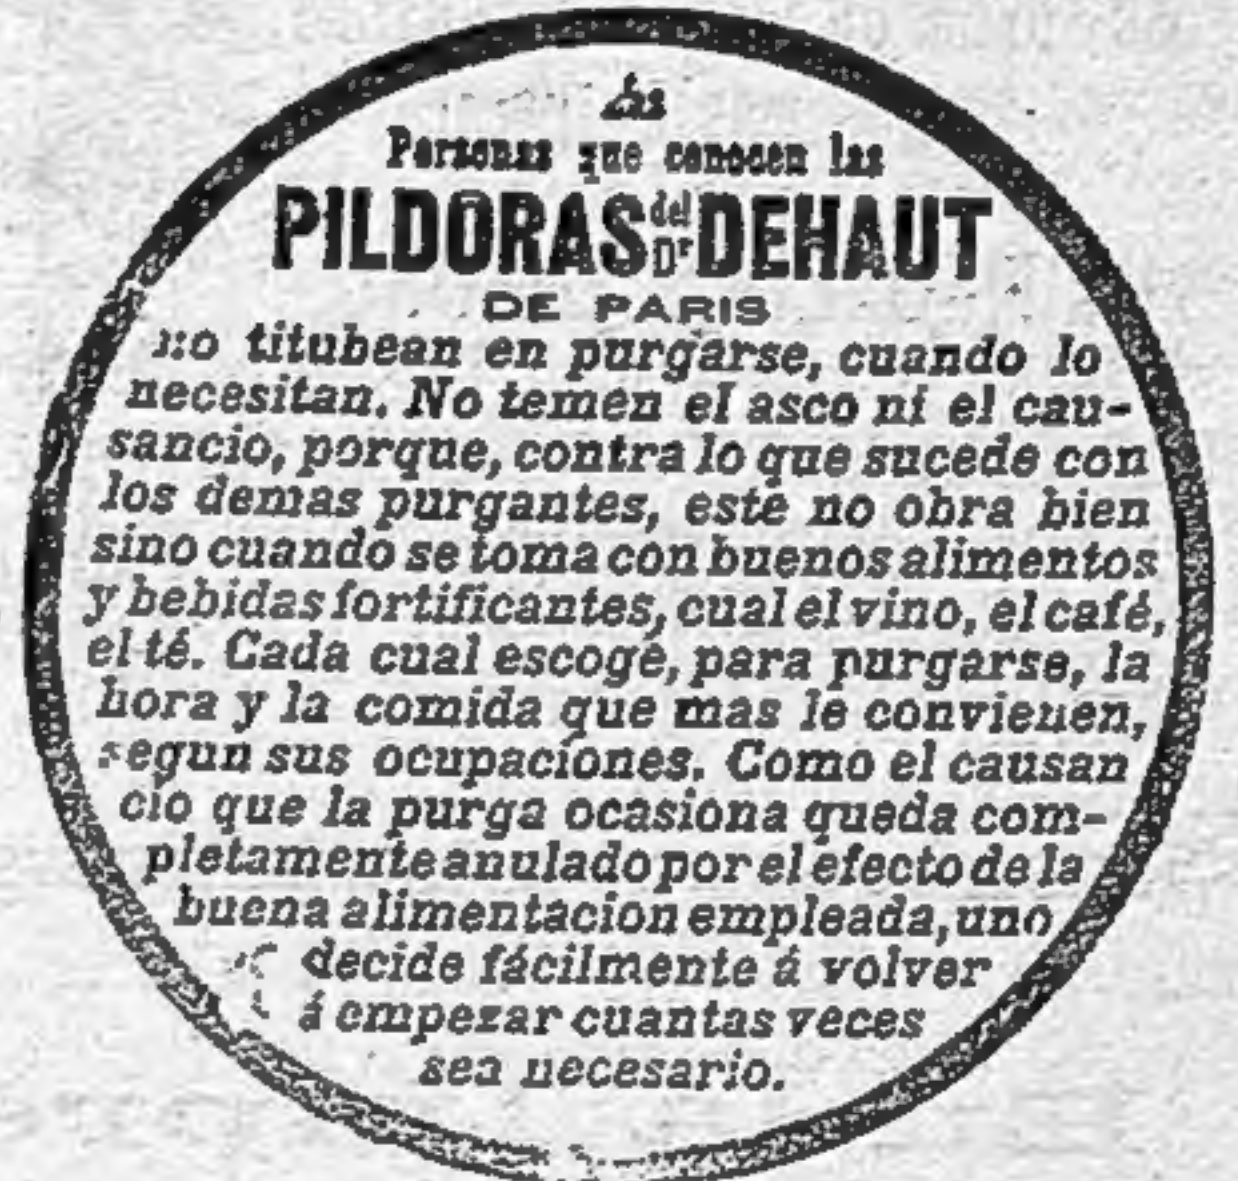 Las
Personas que conocen las
PILDORAS del Dr DEHAUT
DE PARIS
no titubean en purgarse, cuando lo
necesitan. No temen el asco ni el cau-
sancio, porque, contra lo que sucede con
los demas purgantes, este no obra bien
sino cuando se toma con buenos alimentos
y bebidas fortificantes, cual el vino, el café,
el té. Cada cual escoge, para purgarse, la
hora y la comida que mas le convienen,
segun sus ocupaciones. Como el causan
cio que la purga ocasiona queda com-
pletamente anulado por el efecto de la
buena alimentacion empleada, uno
decide fácilmente á volver
á empezar cuantas veces
sea necesario.